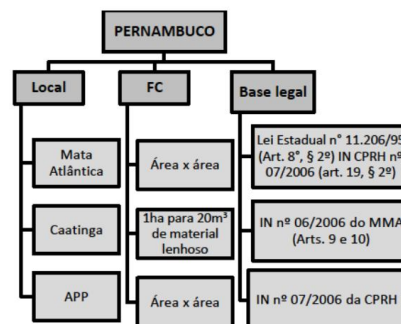 PERNAMBUCO
Local
FC
Base legal
Mata
Atlântica
Área x área
Lei Estadual n° 11.206/95
(Art. 8°, § 2º) IN CPRH nº
07/2006 (art. 19, § 2º)
Caatinga
1ha para 20m³
de material
lenhoso
IN nº 06/2006 do MMA
(Arts. 9 e 10)
APP
Área x área
IN nº 07/2006 da CPRH